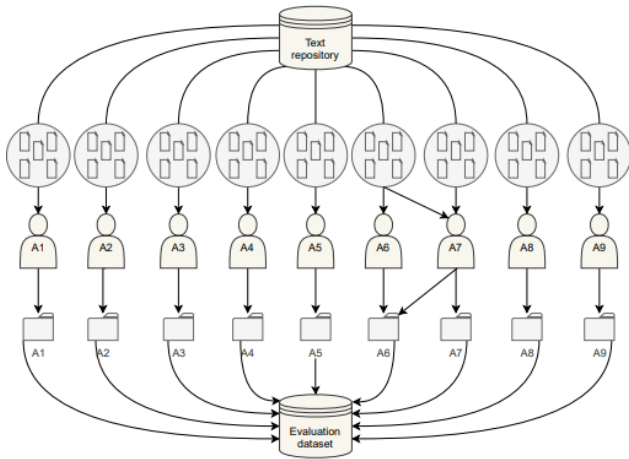 Text
repository
A1 A2 A3 A4 A5 A6 A7 A8 A9
A1 A2 A3 A4 A5 A6 A7 A8 A9
Evaluation
dataset